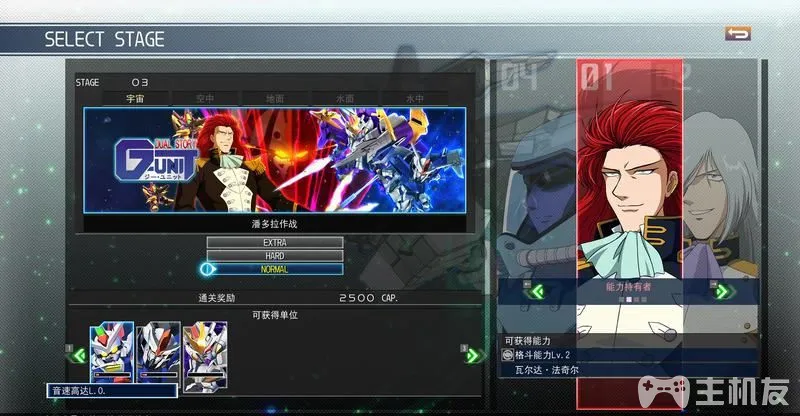 SELECT STAGE
STAGE 03
宇宙 空中 地面 水面 水中
DUAL STORY
G-UNIT
ジー・ユニット
潘多拉作战
EXTRA
HARD
NORMAL
通关奖励 2500 CAP.
可获得单位
音速高达L.O.
04 01
能力持有者
可获得能力
格斗能力Lv.2
瓦尔达·法奇尔
主机友